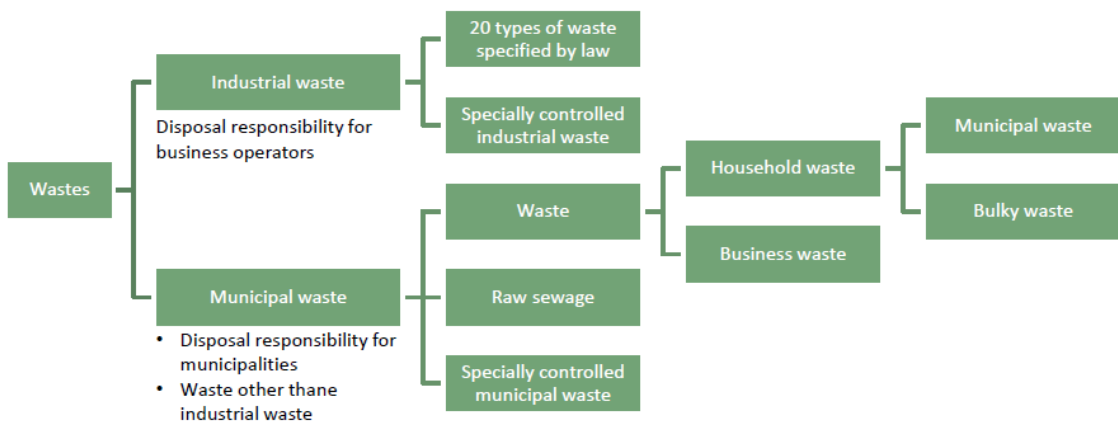 Wastes
Industrial waste
Disposal responsibility for
business operators
20 types of waste
specified by law
Specially controlled
industrial waste
Municipal waste
• Disposal responsibility for
municipalities
• Waste other thane
industrial waste
Waste
Raw sewage
Specially controlled
municipal waste
Household waste
Business waste
Municipal waste
Bulky waste